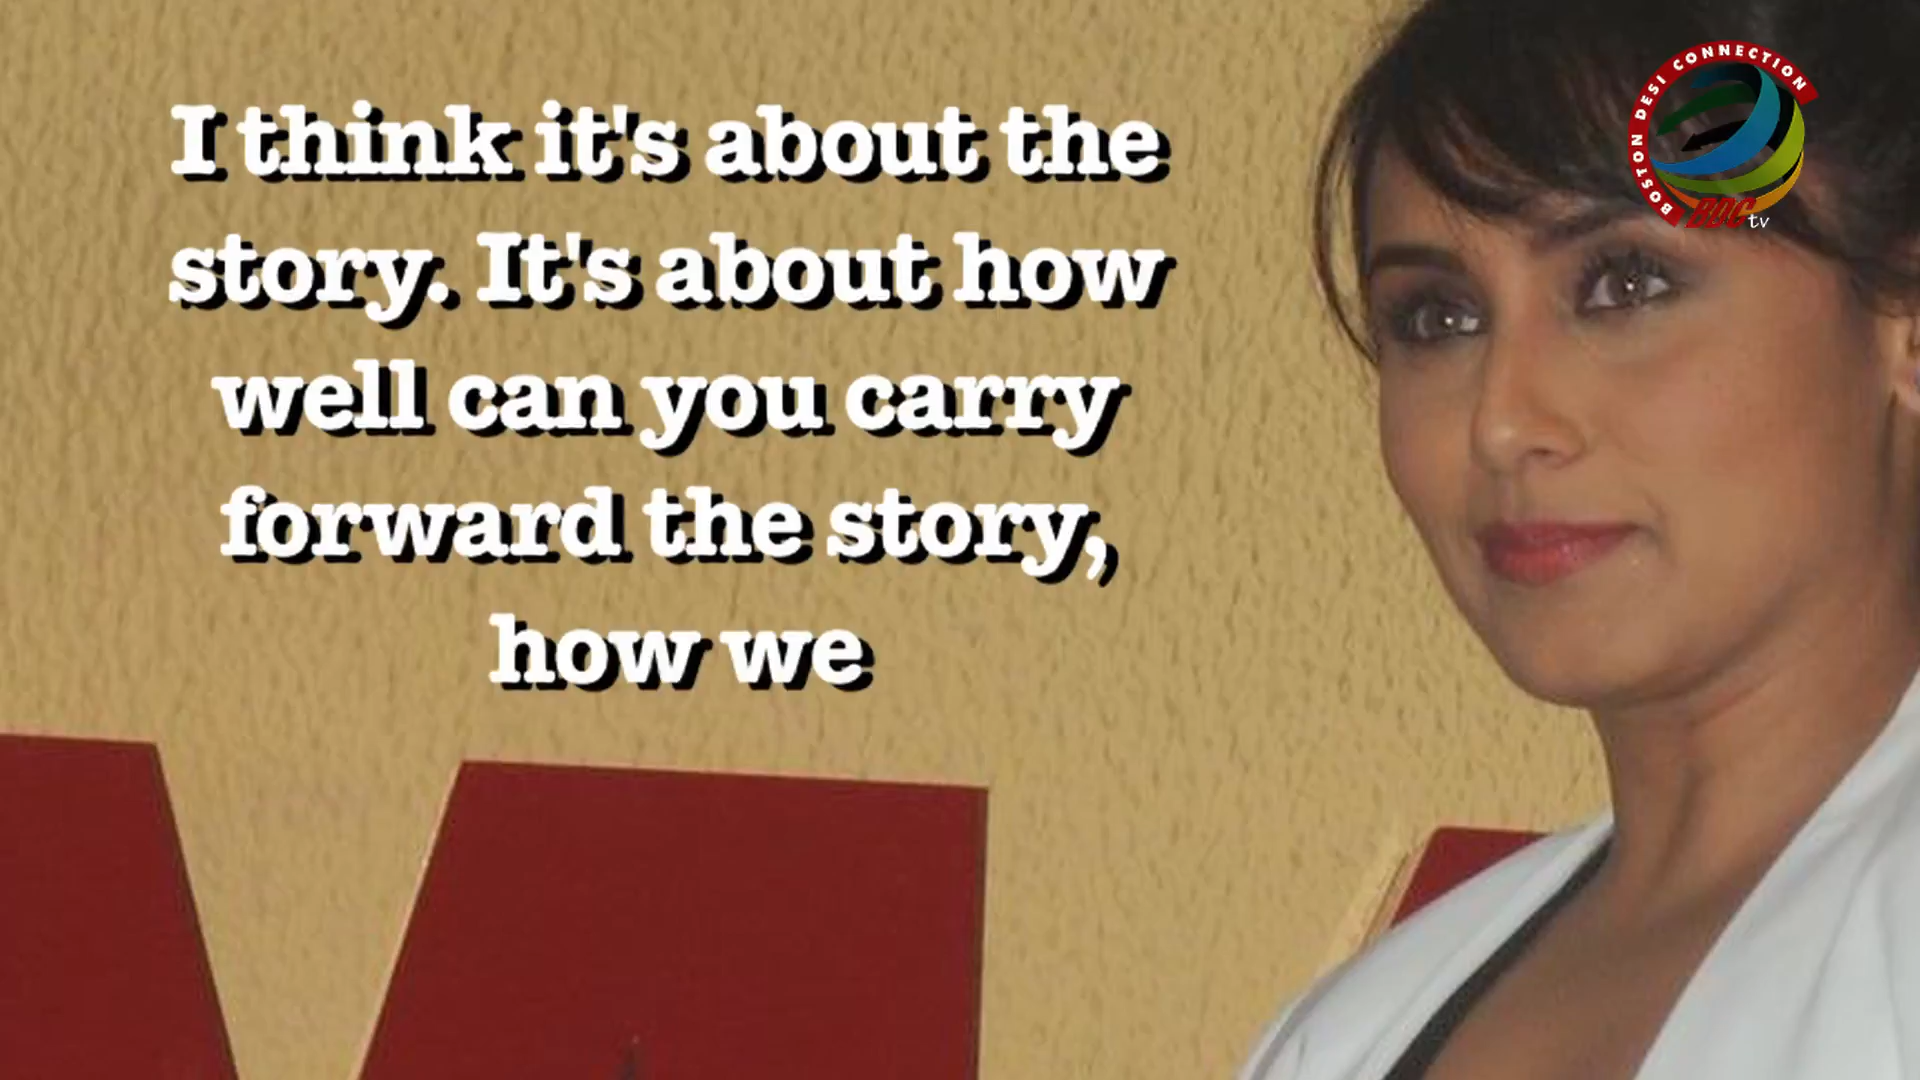 I think it's about the
story. It's about how
well can you carry
forward the story,
how we
BOSTON DESI CONNECTION
BDC tv